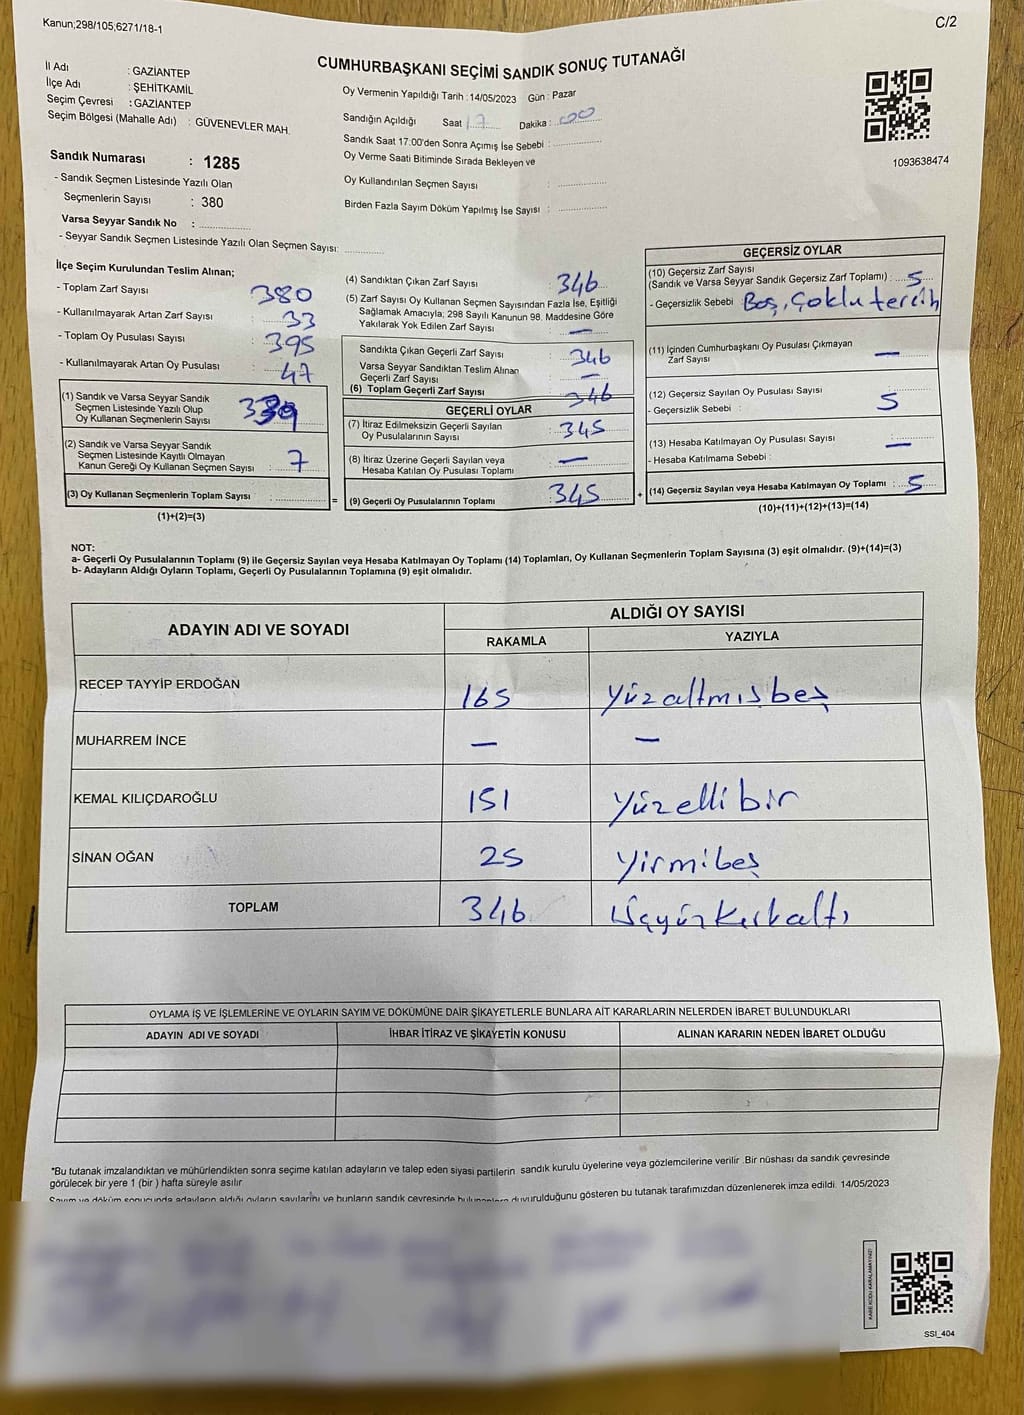 Kanun;298/105;6271/18-1
C/2
CUMHURBAŞKANI SEÇİMİ SANDIK SONUÇ TUTANAĞI
İl Adı : GAZİANTEP
İlçe Adı : ŞEHİTKAMİL
Seçim Çevresi : GAZİANTEP
Seçim Bölgesi (Mahalle Adı) : GÜVENEVLER MAH.
Sandık Numarası : 1285
- Sandık Seçmen Listesinde Yazılı Olan
Seçmenlerin Sayısı : 380
Varsa Seyyar Sandık No :
- Seyyar Sandık Seçmen Listesinde Yazılı Olan Seçmen Sayısı:
Oy Vermenin Yapıldığı Tarih :14/05/2023 Gün : Pazar
Sandığın Açıldığı Saat 17 Dakika : 00
Sandık Saat 17:00'den Sonra Açımış İse Sebebi :
Oy Verme Saati Bitiminde Sırada Bekleyen ve
Oy Kullandırılan Seçmen Sayısı :
Birden Fazla Sayım Döküm Yapılmış İse Sayısı :
1093638474
İlçe Seçim Kurulundan Teslim Alınan;
- Toplam Zarf Sayısı : 380
- Kullanılmayarak Artan Zarf Sayısı : 33
- Toplam Oy Pusulası Sayısı : 395
- Kullanılmayarak Artan Oy Pusulası : 47
(1) Sandık ve Varsa Seyyar Sandık
Seçmen Listesinde Yazılı Olup
Oy Kullanan Seçmenlerin Sayısı : 339
(2) Sandık ve Varsa Seyyar Sandık
Seçmen Listesinde Kayıtlı Olmayan
Kanun Gereği Oy Kullanan Seçmen Sayısı : 7
(3) Oy Kullanan Seçmenlerin Toplam Sayısı :
(1)+(2)=(3)
(4) Sandıktan Çıkan Zarf Sayısı : 346
(5) Zarf Sayısı Oy Kullanan Seçmen Sayısından Fazla İse, Eşitliği
Sağlamak Amacıyla; 298 Sayılı Kanunun 98. Maddesine Göre
Yakılarak Yok Edilen Zarf Sayısı : —
Sandıkta Çıkan Geçerli Zarf Sayısı : 346
Varsa Seyyar Sandıktan Teslim Alınan
Geçerli Zarf Sayısı : —
(6) Toplam Geçerli Zarf Sayısı : 346
GEÇERLİ OYLAR
(7) İtiraz Edilmeksizin Geçerli Sayılan
Oy Pusulalarının Sayısı : 345
(8) İtiraz Üzerine Geçerli Sayılan veya
Hesaba Katılan Oy Pusulası Toplamı : —
= (9) Geçerli Oy Pusulalarının Toplamı : 345
GEÇERSİZ OYLAR
(10) Geçersiz Zarf Sayısı
(Sandık ve Varsa Seyyar Sandık Geçersiz Zarf Toplamı) : 5
- Geçersizlik Sebebi : Boş, Çoklu tercih
(11) İçinden Cumhurbaşkanı Oy Pusulası Çıkmayan
Zarf Sayısı : —
(12) Geçersiz Sayılan Oy Pusulası Sayısı : 5
- Geçersizlik Sebebi :
(13) Hesaba Katılmayan Oy Pusulası Sayısı : —
- Hesaba Katılmama Sebebi :
+ (14) Geçersiz Sayılan veya Hesaba Katılmayan Oy Toplamı : 5
(10)+(11)+(12)+(13)=(14)
NOT:
a- Geçerli Oy Pusulalarının Toplamı (9) ile Geçersiz Sayılan veya Hesaba Katılmayan Oy Toplamı (14) Toplamları, Oy Kullanan Seçmenlerin Toplam Sayısına (3) eşit olmalıdır. (9)+(14)=(3)
b- Adayların Aldığı Oyların Toplamı, Geçerli Oy Pusulalarının Toplamına (9) eşit olmalıdır.
ADAYIN ADI VE SOYADI
ALDIĞI OY SAYISI
RAKAMLA YAZIYLA
RECEP TAYYİP ERDOĞAN 165 yüzaltmışbeş
MUHARREM İNCE — —
KEMAL KILIÇDAROĞLU 151 yüzellibir
SİNAN OĞAN 25 yirmibeş
TOPLAM 346 üçyüzkırkaltı
OYLAMA İŞ VE İŞLEMLERİNE VE OYLARIN SAYIM VE DÖKÜMÜNE DAİR ŞİKAYETLERLE BUNLARA AİT KARARLARIN NELERDEN İBARET BULUNDUKLARI
ADAYIN ADI VE SOYADI İHBAR İTİRAZ VE ŞİKAYETİN KONUSU ALINAN KARARIN NEDEN İBARET OLDUĞU
*Bu tutanak imzalandıktan ve mühürlendikten sonra seçime katılan adayların ve talep eden siyasi partilerin sandık kurulu üyelerine veya gözlemcilerine verilir .Bir nüshası da sandık çevresinde
görülecek bir yere 1 (bir ) hafta süreyle asılır
Sayım ve döküm sonucunda adayların aldığı oyların sayılarını ve bunların sandık çevresinde duyurulduğunu gösteren bu tutanak tarafımızdan düzenlenerek imza edildi. 14/05/2023
KARE KODU KARALAMAYINIZ!
SSI_404